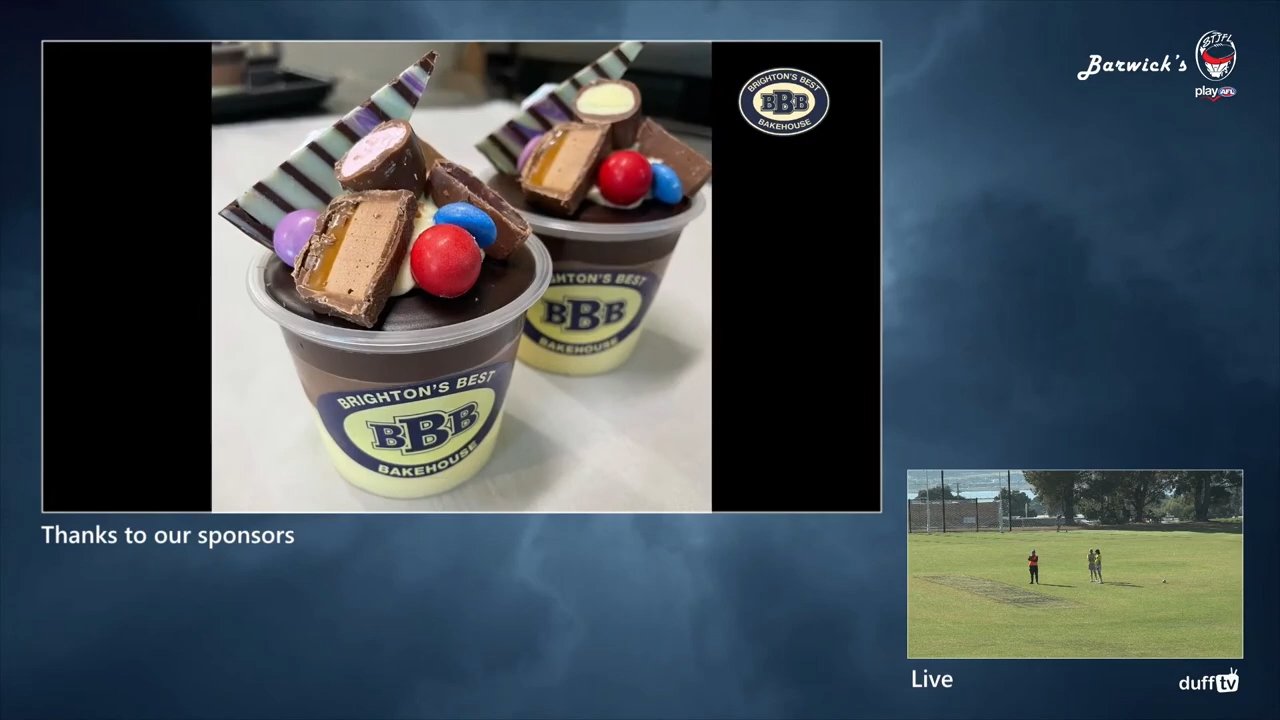 BRIGHTON'S BEST
BBB
BAKEHOUSE
Barwick's
STJFL
play AFL
BRIGHTON'S BEST
BBB
BAKEHOUSE
BRIGHTON'S BEST
BBB
BAKEHOUSE
Thanks to our sponsors
Live
duff tv